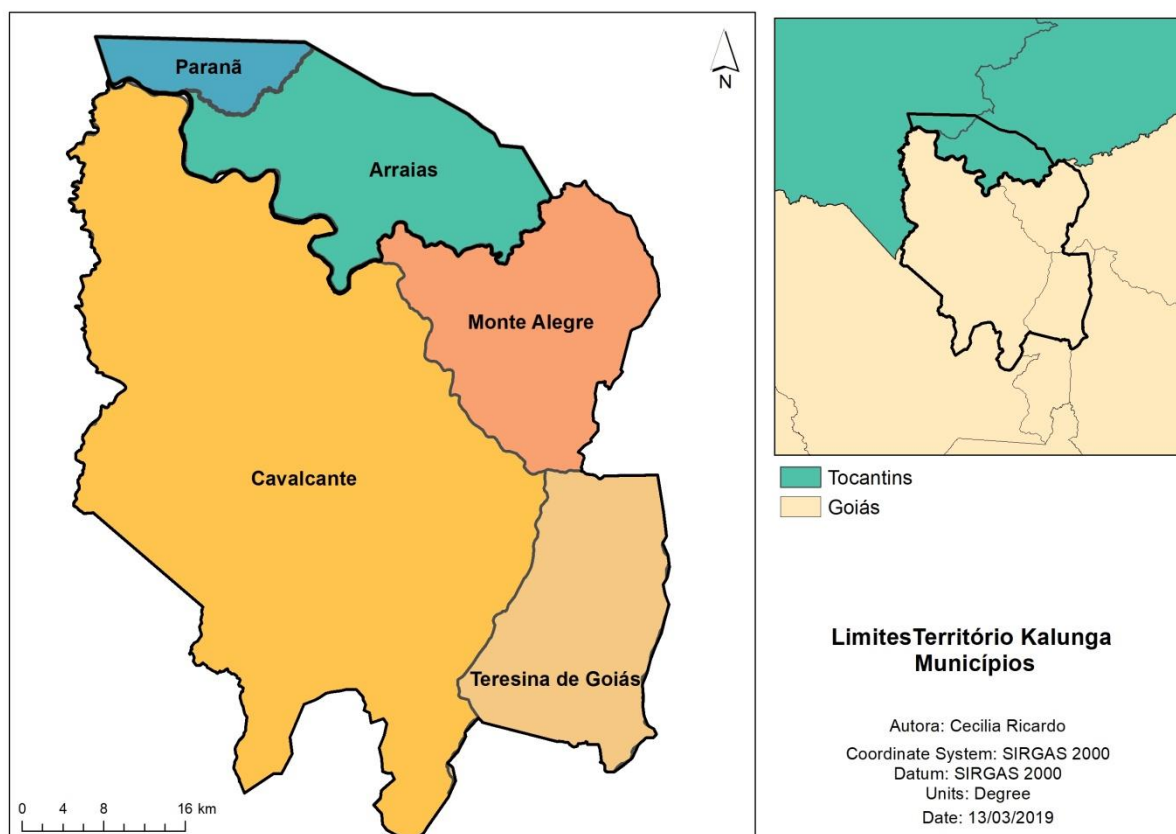 Paranã
N
Arraias
Monte Alegre
Cavalcante
Teresina de Goiás
0 4 8 16 km
Tocantins
Goiás
LimitesTerritório Kalunga
Municípios
Autora: Cecilia Ricardo
Coordinate System: SIRGAS 2000
Datum: SIRGAS 2000
Units: Degree
Date: 13/03/2019